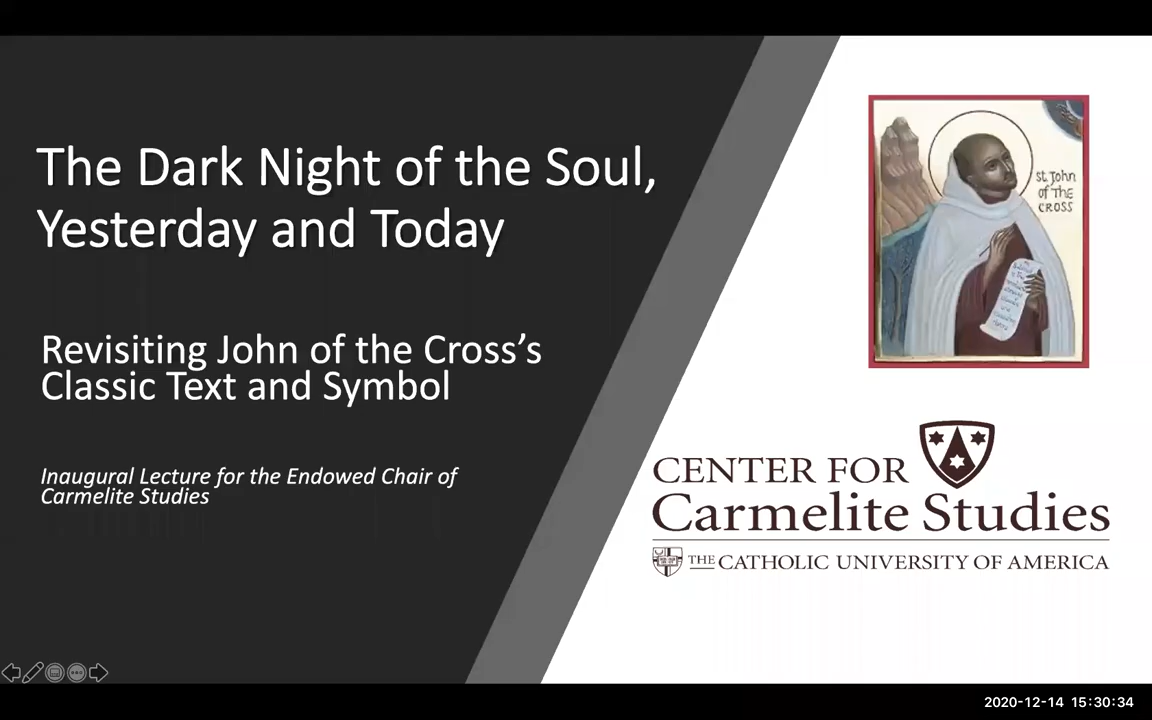 The Dark Night of the Soul,
Yesterday and Today
Revisiting John of the Cross’s
Classic Text and Symbol
Inaugural Lecture for the Endowed Chair of
Carmelite Studies
st John
of the
CROSS
CENTER FOR
Carmelite Studies
THE CATHOLIC UNIVERSITY OF AMERICA
2020-12-14 15:30:34